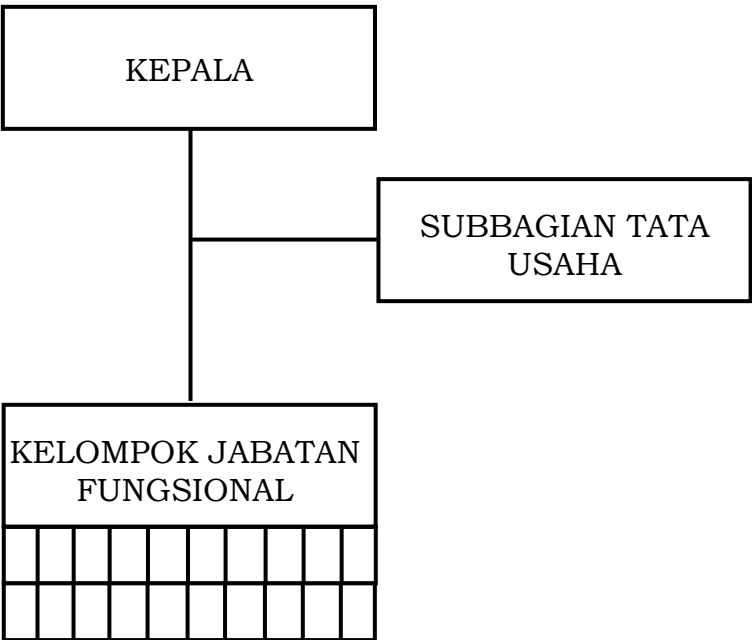 KEPALA
SUBBAGIAN TATA
USAHA
KELOMPOK JABATAN
FUNGSIONAL